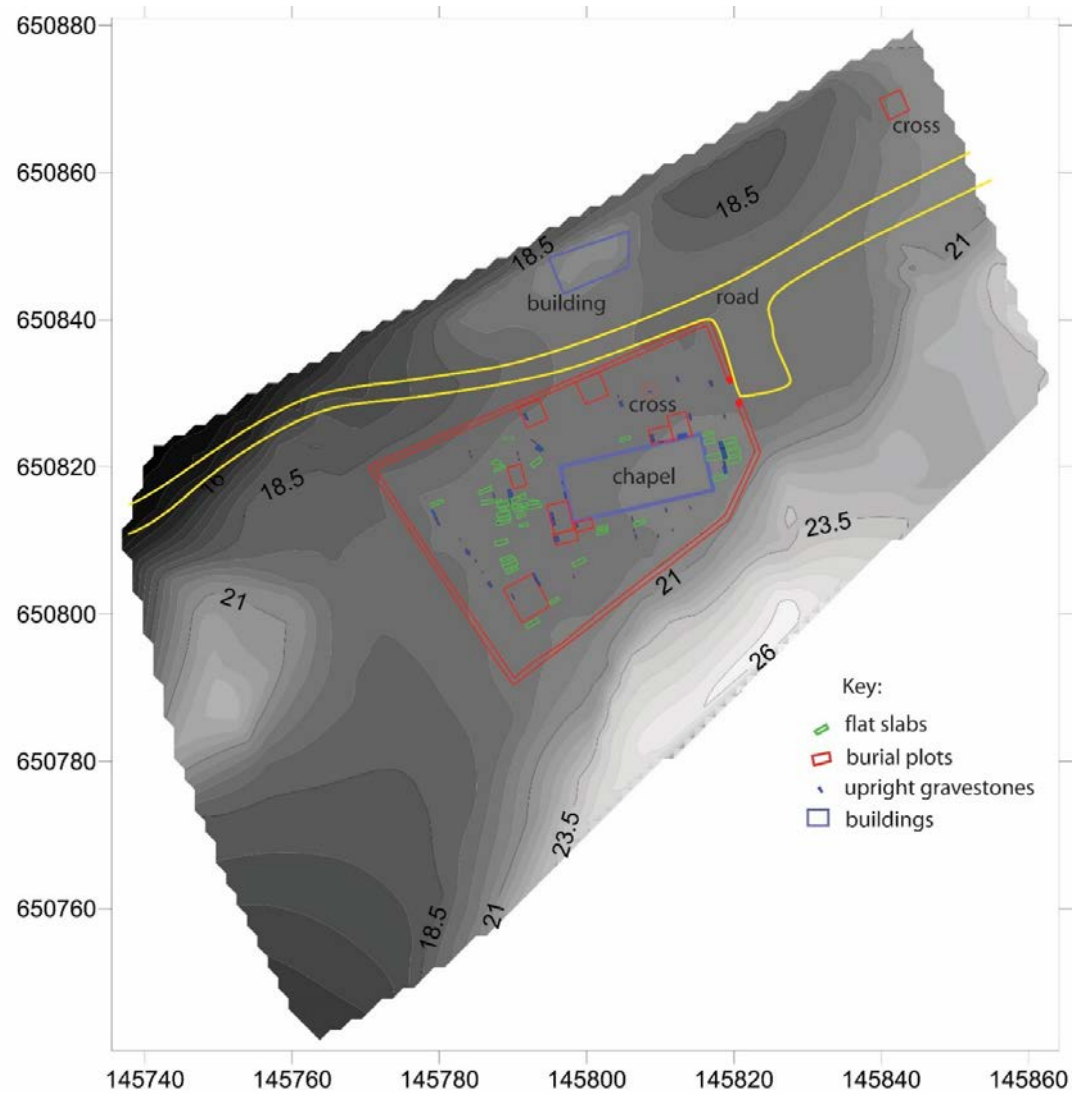 650880
cross
650860
18.5
18.5
21
building
road
650840
cross
650820
chapel
16
18.5
23.5
21
650800
21
26
Key:
flat slabs
650780
burial plots
upright gravestones
23.5
buildings
650760
18.5
21
145740
145760
145780
145800
145820
145840
145860